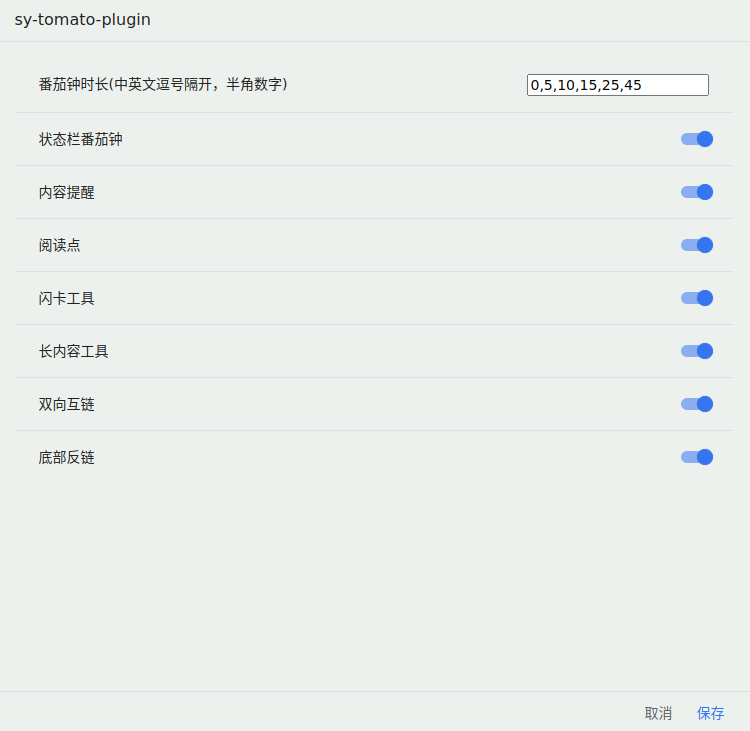 sy-tomato-plugin
番茄钟时长(中英文逗号隔开，半角数字)
0,5,10,15,25,45
状态栏番茄钟
内容提醒
阅读点
闪卡工具
长内容工具
双向互链
底部反链
取消 保存